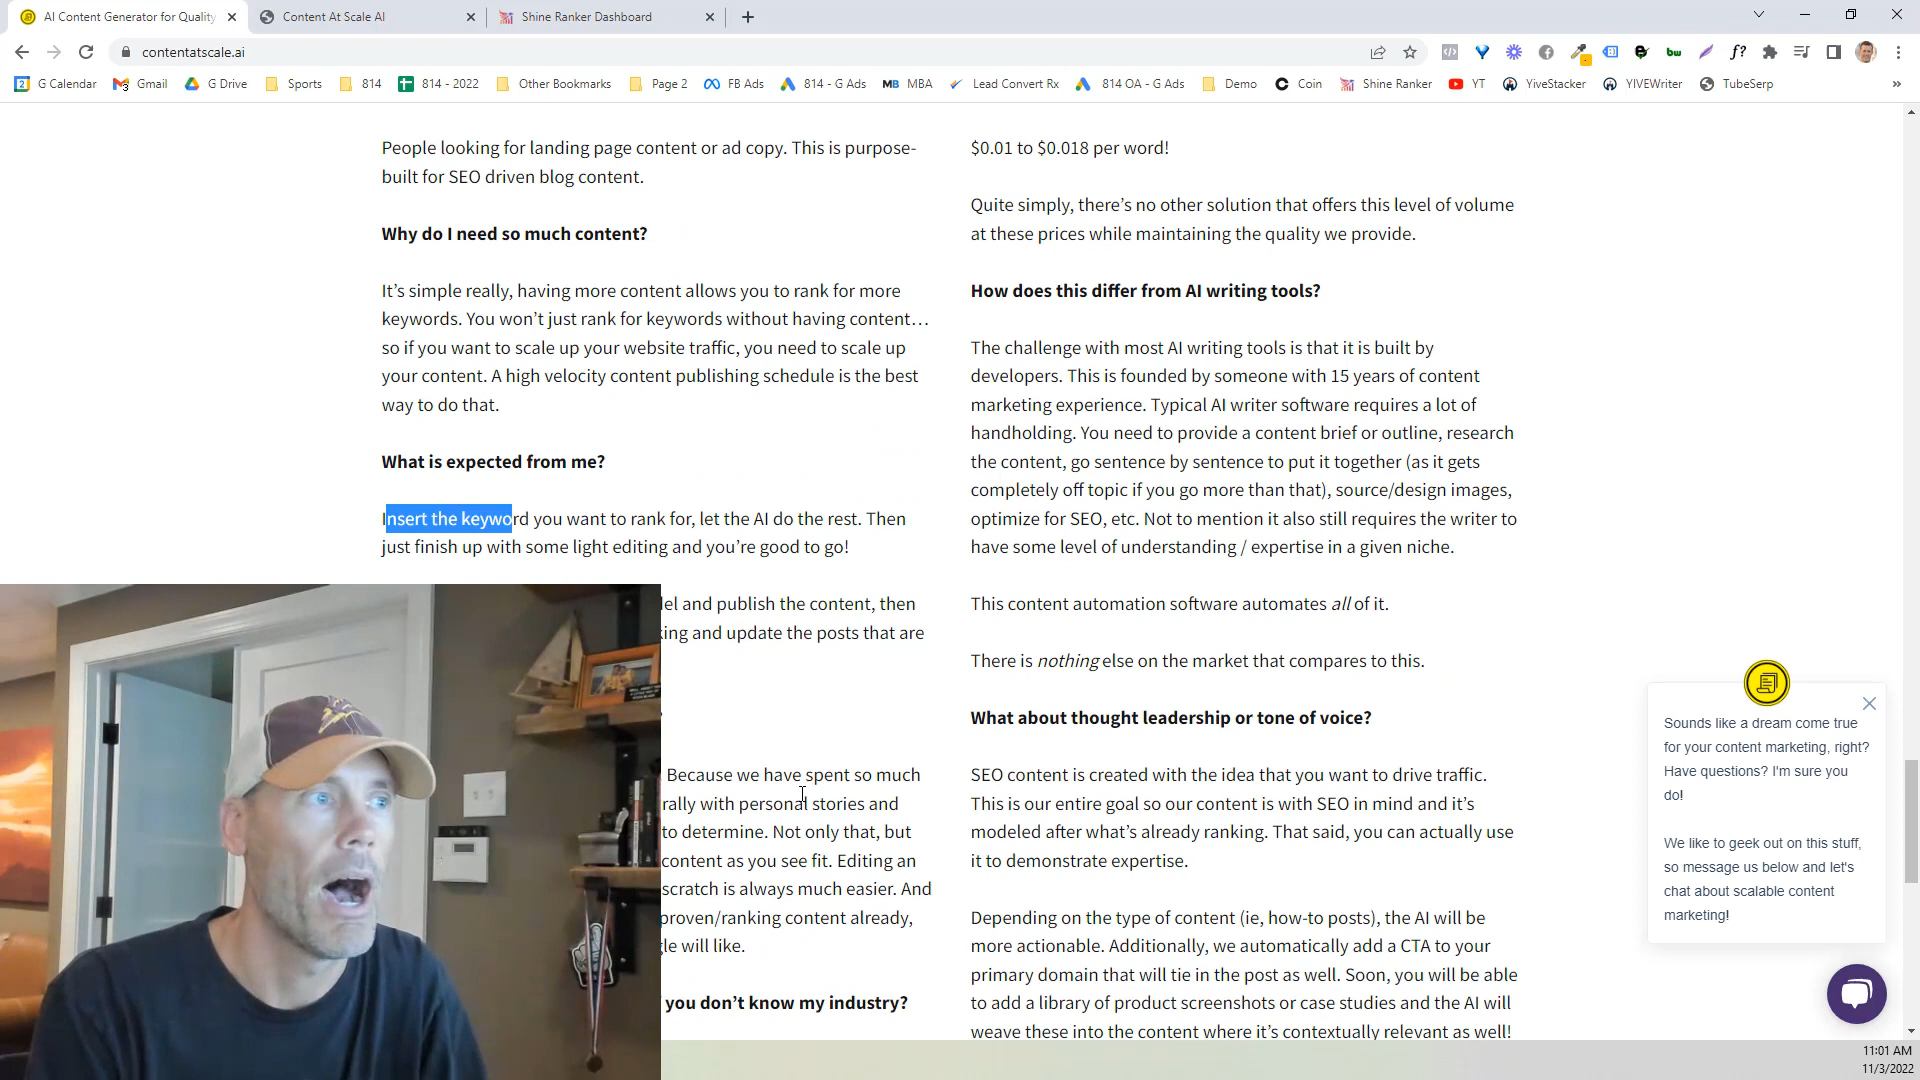 AI Content Generator for Quality
Content At Scale AI
Shine Ranker Dashboard
contentatscale.ai
G Calendar
Gmail
G Drive
Sports
814
814 - 2022
Other Bookmarks
Page 2
FB Ads
814 - G Ads
MB MBA
Lead Convert Rx
814 OA - G Ads
Demo
Coin
Shine Ranker
YT
YiveStacker
YIVEWriter
TubeSerp
People looking for landing page content or ad copy. This is purpose-
built for SEO driven blog content.
Why do I need so much content?
It's simple really, having more content allows you to rank for more
keywords. You won't just rank for keywords without having content…
so if you want to scale up your website traffic, you need to scale up
your content. A high velocity content publishing schedule is the best
way to do that.
What is expected from me?
Insert the keyword you want to rank for, let the AI do the rest. Then
just finish up with some light editing and you're good to go!
el and publish the content, then
king and update the posts that are
Because we have spent so much
rally with personal stories and
to determine. Not only that, but
content as you see fit. Editing an
scratch is always much easier. And
proven/ranking content already,
gle will like.
you don't know my industry?
$0.01 to $0.018 per word!
Quite simply, there's no other solution that offers this level of volume
at these prices while maintaining the quality we provide.
How does this differ from AI writing tools?
The challenge with most AI writing tools is that it is built by
developers. This is founded by someone with 15 years of content
marketing experience. Typical AI writer software requires a lot of
handholding. You need to provide a content brief or outline, research
the content, go sentence by sentence to put it together (as it gets
completely off topic if you go more than that), source/design images,
optimize for SEO, etc. Not to mention it also still requires the writer to
have some level of understanding / expertise in a given niche.
This content automation software automates all of it.
There is nothing else on the market that compares to this.
What about thought leadership or tone of voice?
SEO content is created with the idea that you want to drive traffic.
This is our entire goal so our content is with SEO in mind and it's
modeled after what's already ranking. That said, you can actually use
it to demonstrate expertise.
Depending on the type of content (ie, how-to posts), the AI will be
more actionable. Additionally, we automatically add a CTA to your
primary domain that will tie in the post as well. Soon, you will be able
to add a library of product screenshots or case studies and the AI will
weave these into the content where it's contextually relevant as well!
Sounds like a dream come true
for your content marketing, right?
Have questions? I'm sure you
do!
We like to geek out on this stuff,
so message us below and let's
chat about scalable content
marketing!
11:01 AM
11/3/2022